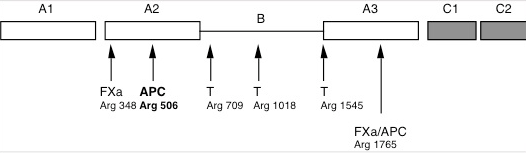 A1 A2 B A3 C1 C2
FXa APC T T T
Arg 348 Arg 506 Arg 709 Arg 1018 Arg 1545
FXa/APC
Arg 1765